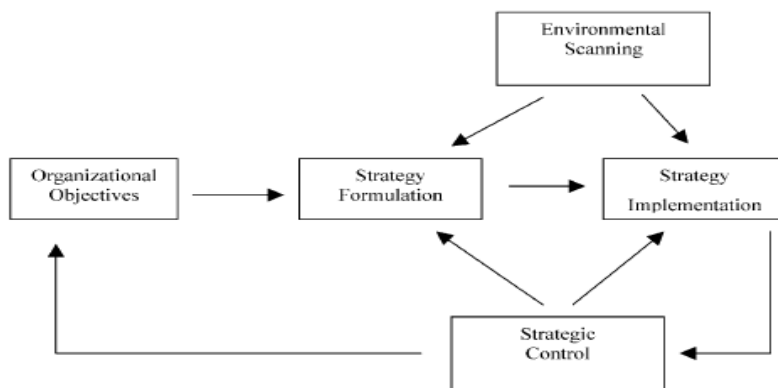 Environmental
Scanning
Organizational
Objectives
Strategy
Formulation
Strategy
Implementation
Strategic
Control